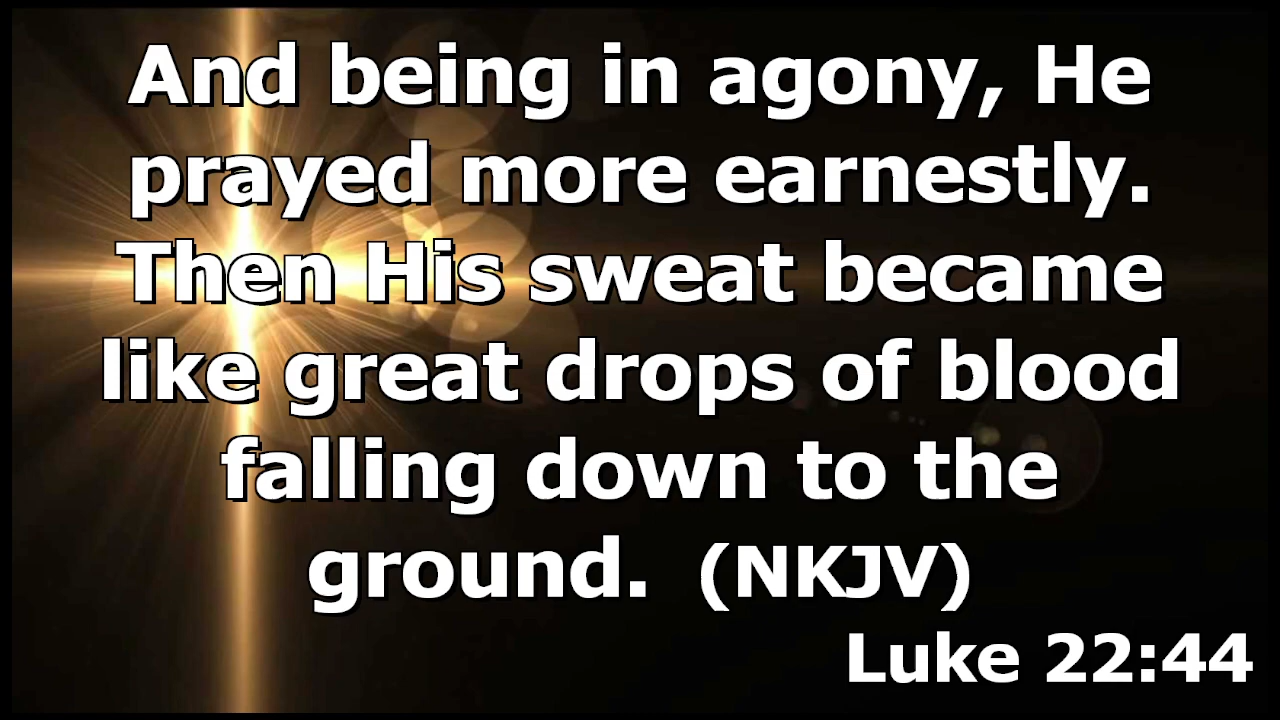 And being in agony, He
prayed more earnestly.
Then His sweat became
like great drops of blood
falling down to the
ground. (NKJV)
Luke 22:44